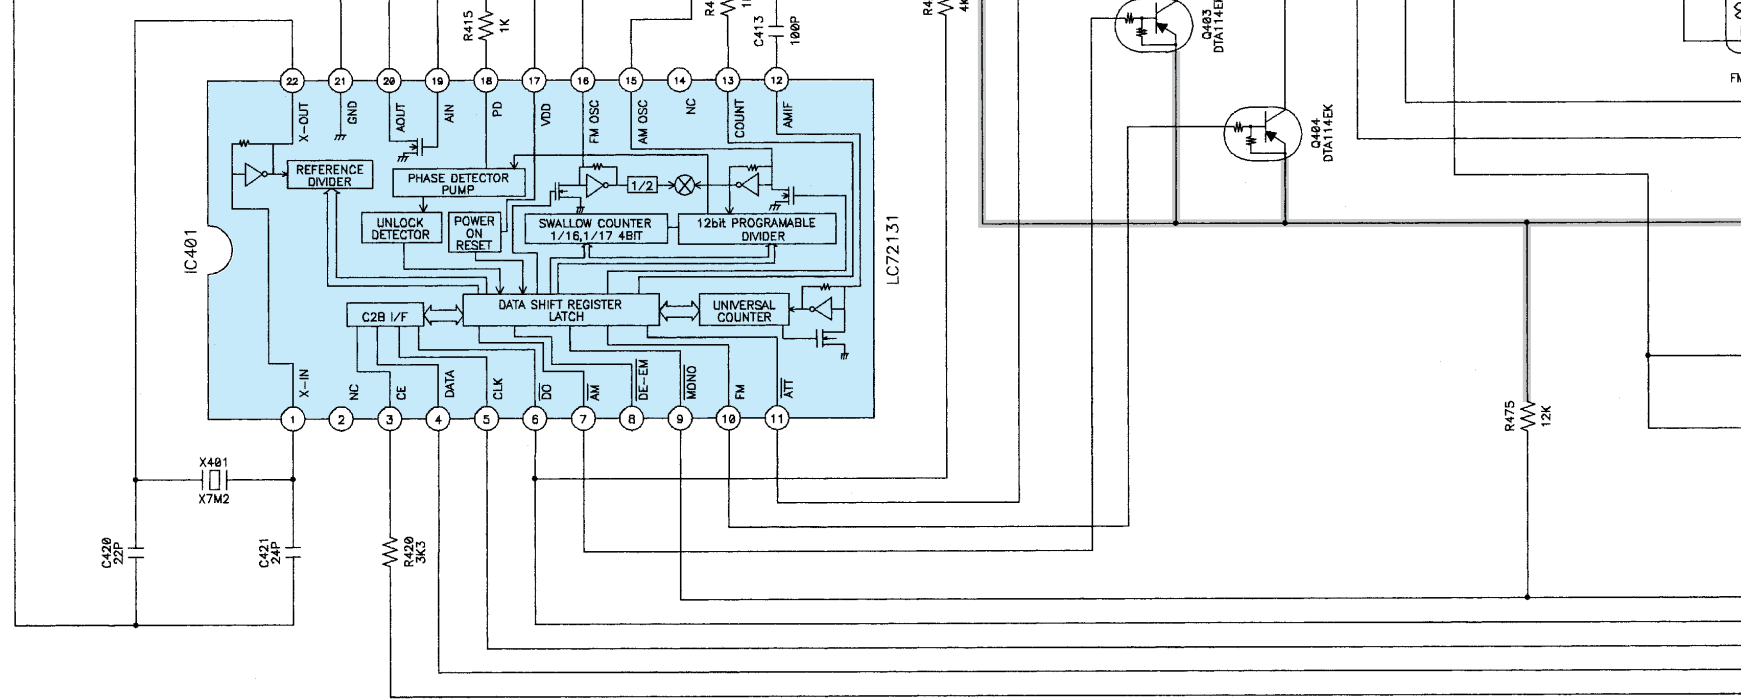 R415
1K
C413
100P
Q403
DTA114EK
Q404
DTA114EK
22
21
20
19
18
17
16
15
14
13
12
X-OUT
GND
AOUT
AIN
PD
VDD
FM OSC
AM OSC
NC
COUNT
AMIF
REFERENCE
DIVIDER
PHASE DETECTOR
PUMP
1/2
UNLOCK
DETECTOR
POWER
ON
RESET
SWALLOW COUNTER
1/16,1/17 4BIT
12bit PROGRAMABLE
DIVIDER
IC401
LC72131
C2B I/F
DATA SHIFT REGISTER
LATCH
UNIVERSAL
COUNTER
X-IN
NC
CE
DATA
CLK
DO
AM
DE-EM
MONO
FM
ATT
1
2
3
4
5
6
7
8
9
10
11
R475
12K
X401
X7M2
C420
22P
C421
24P
R420
3K3